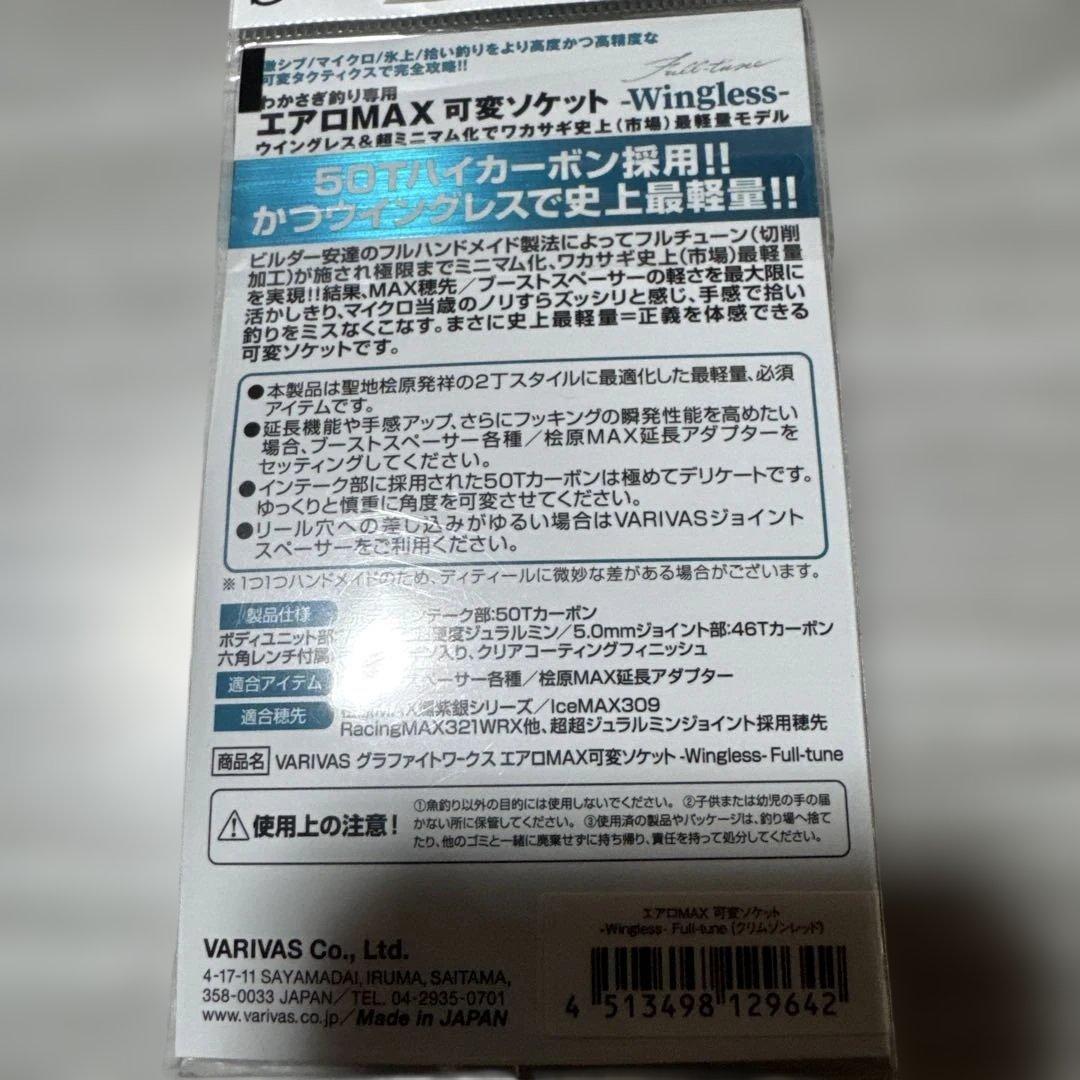 激シブ/マイクロ/氷上/拾い釣りをより高度かつ高精度な
可変タクティクスで完全攻略!!
Full-tune
わかさぎ釣り専用
エアロMAX 可変ソケット -Wingless-
ウイングレス&超ミニマム化でワカサギ史上(市場)最軽量モデル
50Tハイカーボン採用!!
かつウイングレスで史上最軽量!!
ビルダー安達のフルハンドメイド製法によってフルチューン(切削
加工)が施され極限までミニマム化、ワカサギ史上(市場)最軽量
を実現!!結果、MAX穂先/ブーストスペーサーの軽さを最大限に
活かしきり、マイクロ当歳のノリすらズッシリと感じ、手感で拾い
釣りをミスなくこなす。まさに史上最軽量=正義を体感できる
可変ソケットです。
●本製品は聖地桧原発祥の2丁スタイルに最適化した最軽量、必須
アイテムです。
●延長機能や手感アップ、さらにフッキングの瞬発性能を高めたい
場合、ブーストスペーサー各種/桧原MAX延長アダプターを
セッティングしてください。
●インテーク部に採用された50Tカーボンは極めてデリケートです。
ゆっくりと慎重に角度を可変させてください。
●リール穴への差し込みがゆるい場合はVARIVASジョイント
スペーサーをご利用ください。
※1つ1つハンドメイドのため、ディティールに微妙な差がある場合がございます。
製品仕様 ンテーク部:50Tカーボン
ボディユニット部 硬度ジュラルミン/5.0mmジョイント部:46Tカーボン
六角レンチ付属 ン入り、クリアコーティングフィニッシュ
適合アイテム スペーサー各種/桧原MAX延長アダプター
適合穂先 桧原MAX 紫銀シリーズ/IceMAX309
RacingMAX321WRX他、超超ジュラルミンジョイント採用穂先
商品名 VARIVAS グラファイトワークス エアロMAX可変ソケット -Wingless- Full-tune
⚠使用上の注意!
①魚釣り以外の目的には使用しないでください。 ②子供または幼児の手の届
かない所に保管してください。 ③使用済の製品やパッケージは、釣り場へ捨て
たり、他のゴミと一緒に廃棄せずに持ち帰り、責任を持って処分してください。
エアロMAX 可変ソケット
-Wingless- Full-tune (クリムゾンレッド)
4 513498 129642
VARIVAS Co., Ltd.
4-17-11 SAYAMADAI, IRUMA, SAITAMA,
358-0033 JAPAN/TEL. 04-2935-0701
www.varivas.co.jp/Made in JAPAN